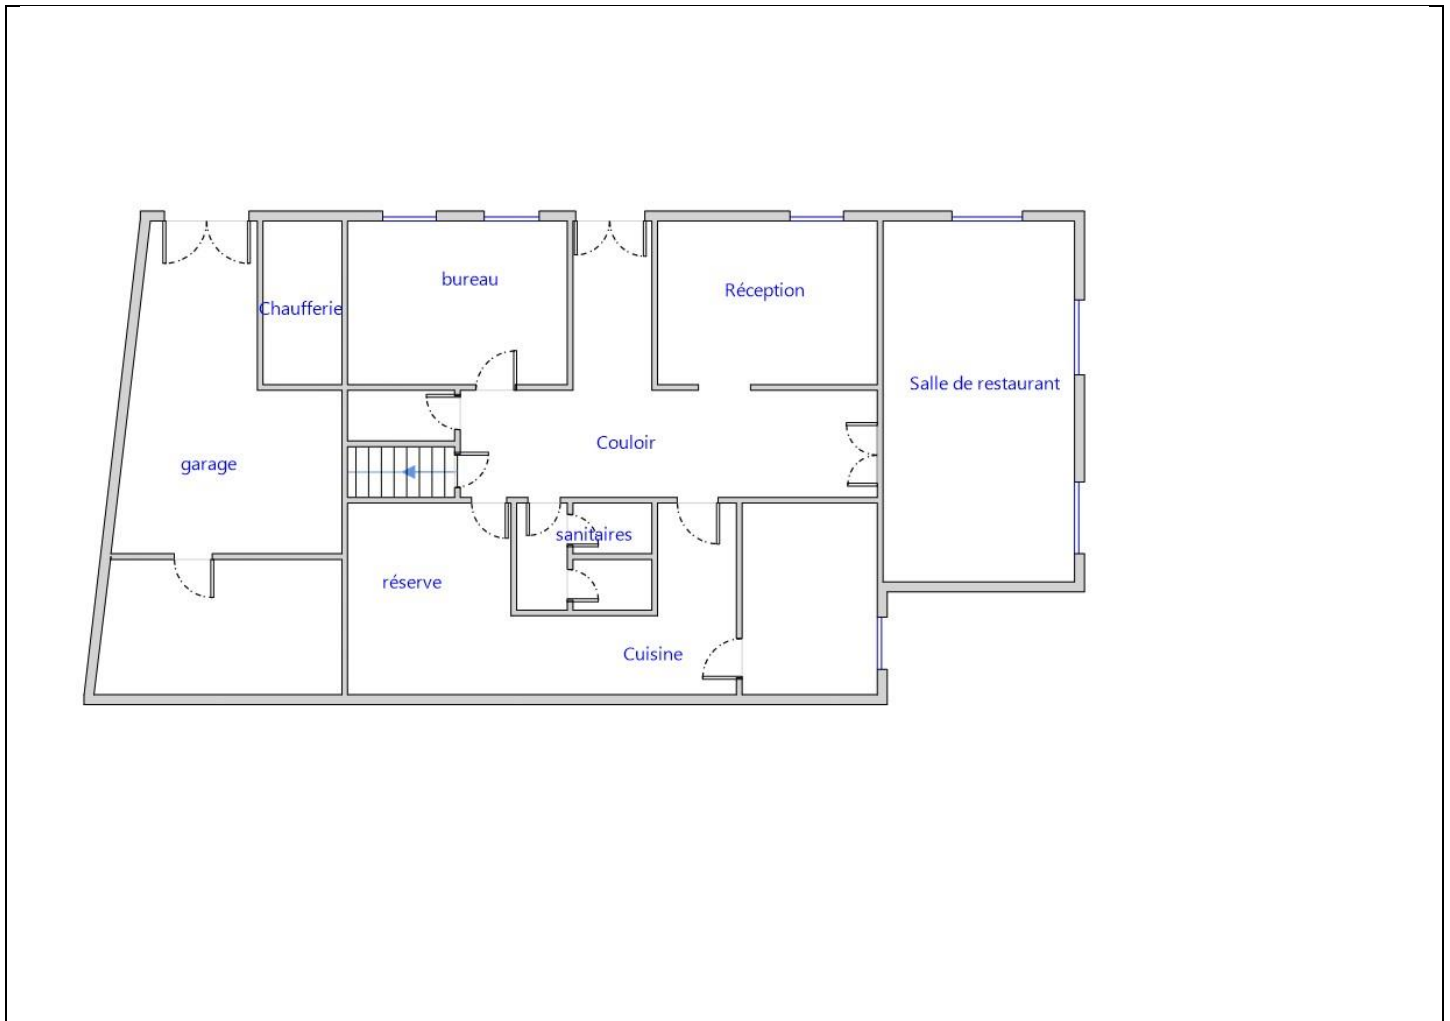 bureau
Réception
Chaufferie
Salle de restaurant
Couloir
garage
sanitaires
réserve
Cuisine